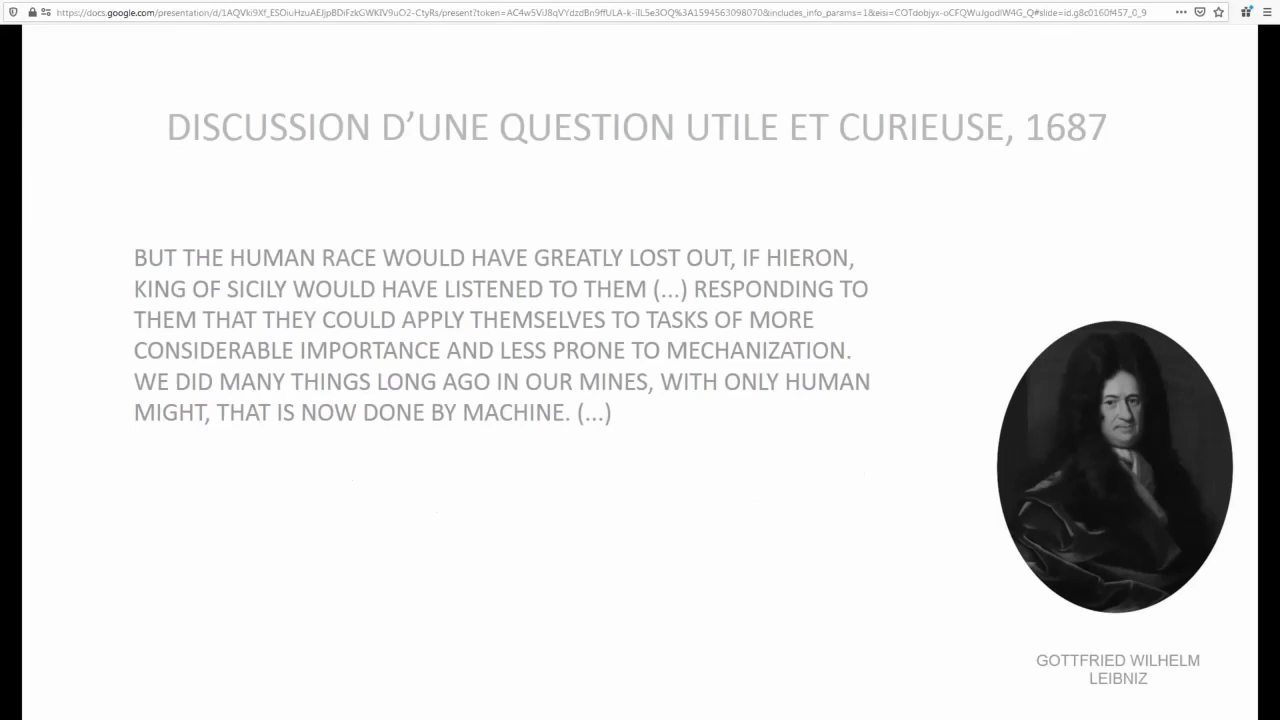 DISCUSSION D’UNE QUESTION UTILE ET CURIEUSE, 1687
BUT THE HUMAN RACE WOULD HAVE GREATLY LOST OUT, IF HIERON,
KING OF SICILY WOULD HAVE LISTENED TO THEM (...) RESPONDING TO
THEM THAT THEY COULD APPLY THEMSELVES TO TASKS OF MORE
CONSIDERABLE IMPORTANCE AND LESS PRONE TO MECHANIZATION.
WE DID MANY THINGS LONG AGO IN OUR MINES, WITH ONLY HUMAN
MIGHT, THAT IS NOW DONE BY MACHINE. (...)
GOTTFRIED WILHELM
LEIBNIZ